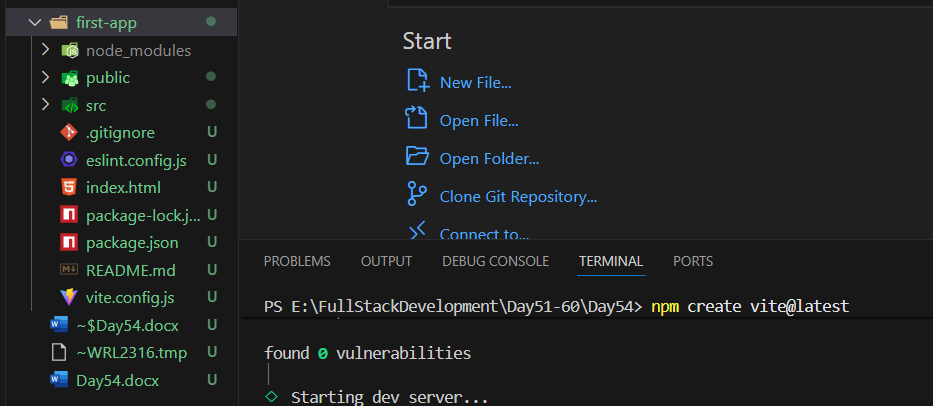 first-app
node_modules
public
src
.gitignore U
eslint.config.js U
index.html U
package-lock.j... U
package.json U
README.md U
vite.config.js U
~$Day54.docx U
~WRL2316.tmp U
Day54.docx U
Start
New File...
Open File...
Open Folder...
Clone Git Repository...
Connect to...
PROBLEMS OUTPUT DEBUG CONSOLE TERMINAL PORTS
PS E:\FullStackDevelopment\Day51-60\Day54> npm create vite@latest
found 0 vulnerabilities
Starting dev server...